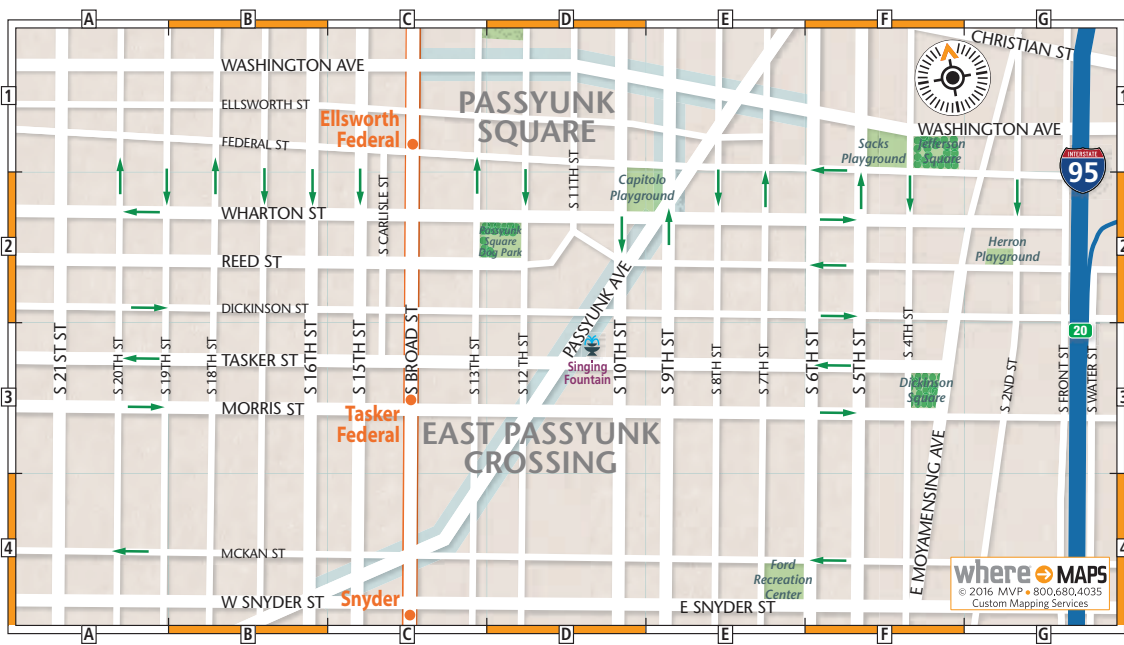 A
B
C
D
E
F
G
CHRISTIAN ST
WASHINGTON AVE
1
1
ELLSWORTH ST
PASSYUNK
SQUARE
Ellsworth
Federal
WASHINGTON AVE
FEDERAL ST
Sacks
Playground
Jefferson
Square
INTERSTATE
95
S 11TH ST
Capitolo
Playground
S CARLISLE ST
WHARTON ST
Passyunk
Square
Dog Park
2
2
Herron
Playground
REED ST
PASSYUNK AVE
DICKINSON ST
20
S 21ST ST
S 20TH ST
S 19TH ST
S 18TH ST
S 16TH ST
S 15TH ST
S BROAD ST
S 13TH ST
S 12TH ST
S 10TH ST
S 9TH ST
S 8TH ST
S 7TH ST
S 6TH ST
S 5TH ST
S 4TH ST
S 2ND ST
S FRONT ST
S WATER ST
TASKER ST
Singing
Fountain
Dickinson
Square
3
3
MORRIS ST
Tasker
Federal
EAST PASSYUNK
CROSSING
E MOYAMENSING AVE
4
4
MCKAN ST
Ford
Recreation
Center
W SNYDER ST
Snyder
E SNYDER ST
where MAPS
© 2016 MVP • 800,680,4035
Custom Mapping Services
A
B
C
D
E
F
G